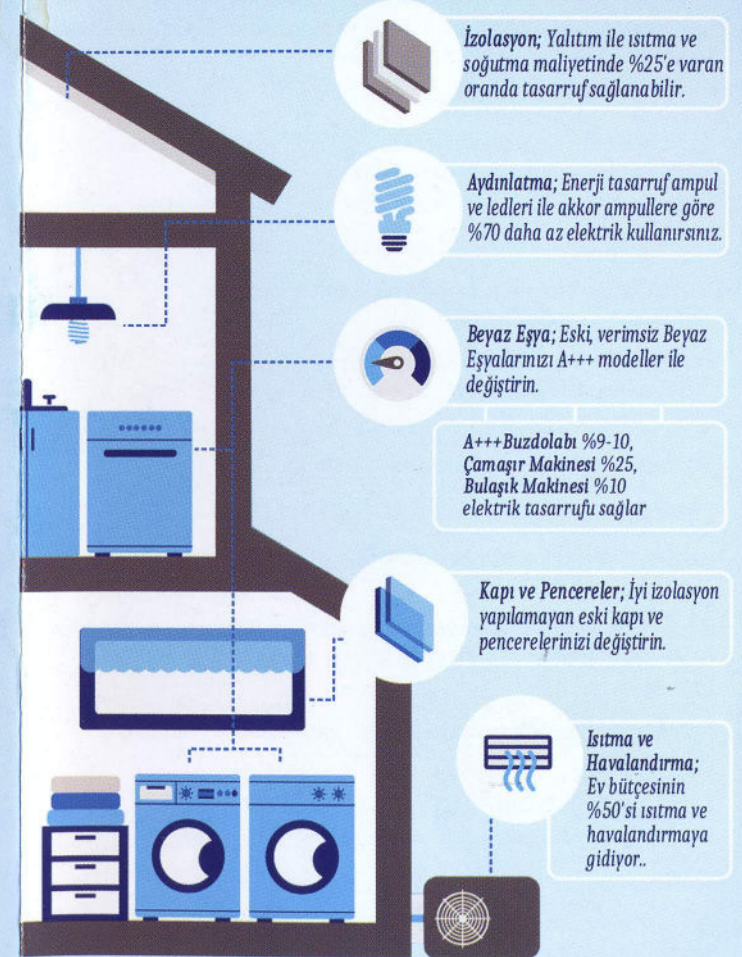 İzolasyon; Yalıtım ile ısıtma ve
soğutma maliyetinde %25'e varan
oranda tasarruf sağlanabilir.
Aydınlatma; Enerji tasarruf ampul
ve ledleri ile akkor ampullere göre
%70 daha az elektrik kullanırsınız.
Beyaz Eşya; Eski, verimsiz Beyaz
Eşyalarınızı A+++ modeller ile
değiştirin.
A+++Buzdolabı %9-10,
Çamaşır Makinesi %25,
Bulaşık Makinesi %10
elektrik tasarrufu sağlar
Kapı ve Pencereler; İyi izolasyon
yapılamayan eski kapı ve
pencerelerinizi değiştirin.
Isıtma ve
Havalandırma;
Ev bütçesinin
%50'si ısıtma ve
havalandırmaya
gidiyor..